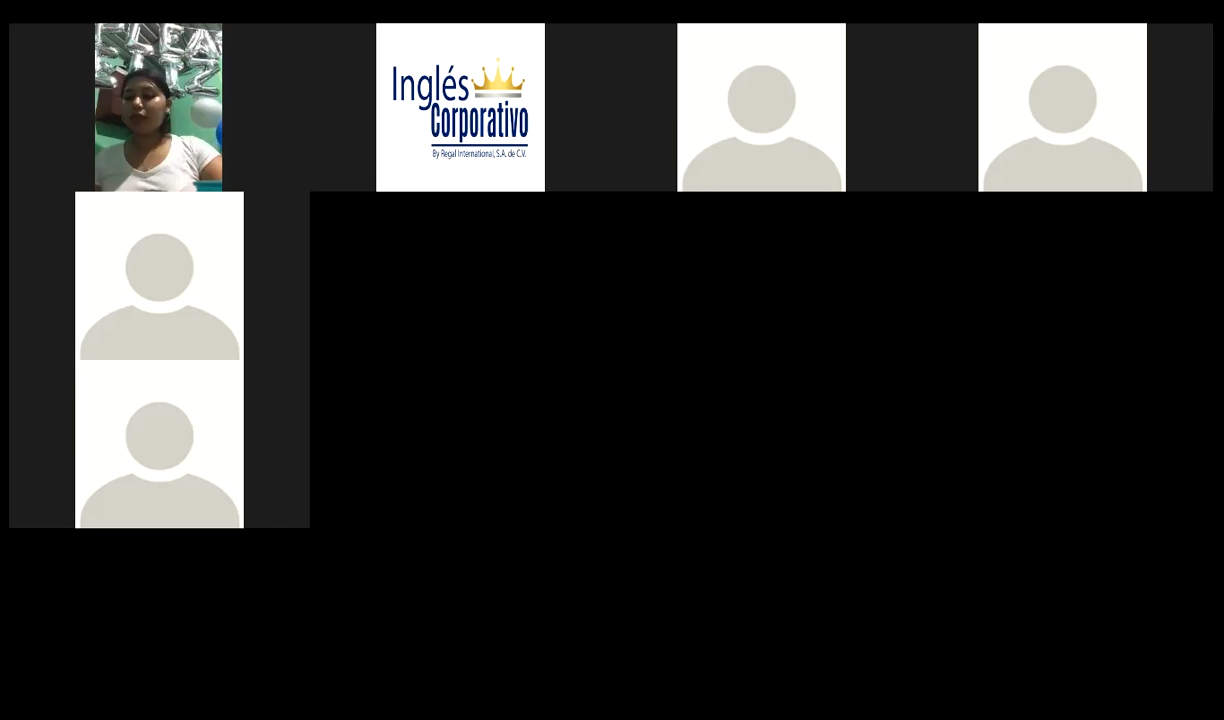 Inglés
Corporativo
By Regal International, S.A. de C.V.